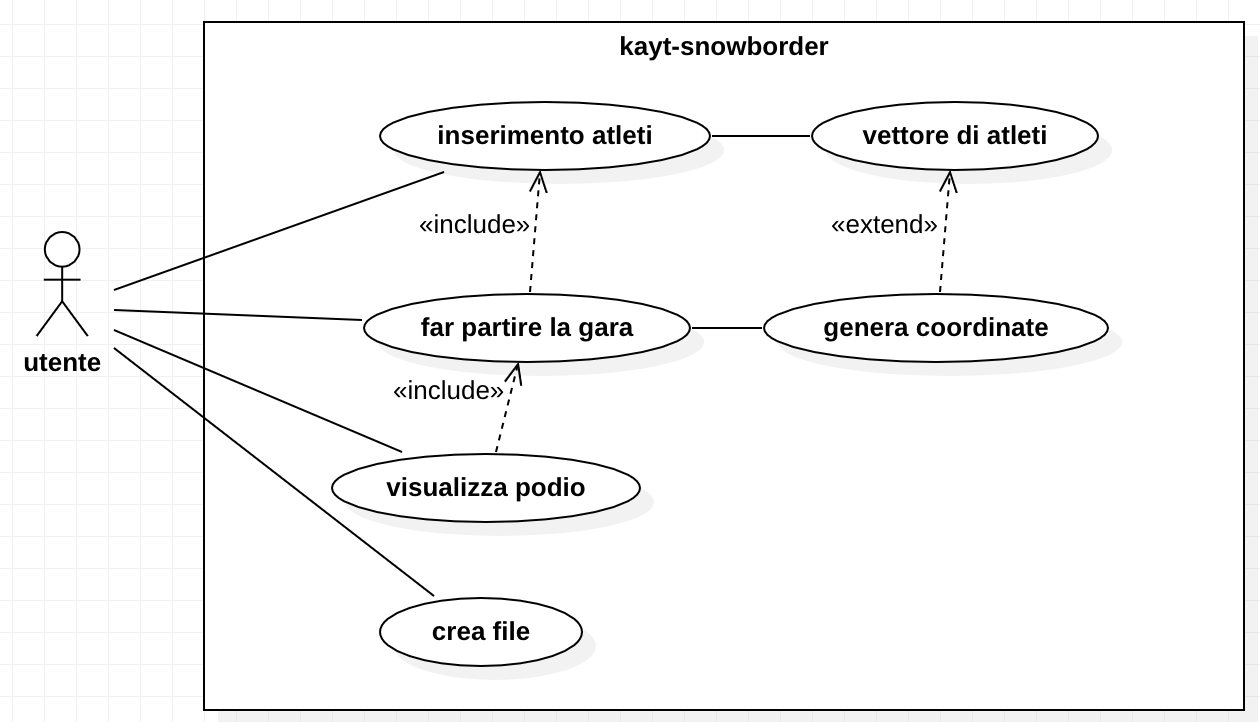 kayt-snowborder
inserimento atleti
vettore di atleti
«include»
«extend»
far partire la gara
genera coordinate
utente
«include»
visualizza podio
crea file